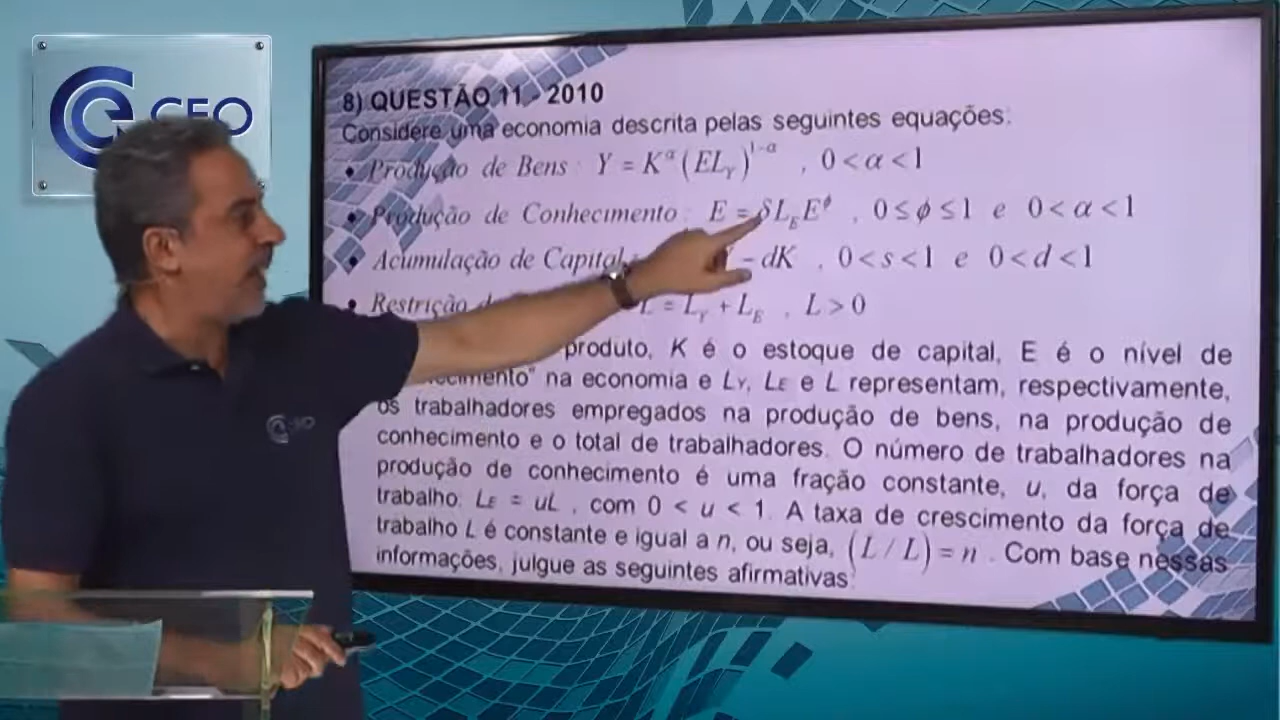 CEO
8) QUESTÃO 11 - 2010
Considere uma economia descrita pelas seguintes equações:
• Produção de Bens : Y = K^α (EL_Y)^{1-α} , 0 < α < 1
• Produção de Conhecimento : E = δL_E E^ϕ , 0 ≤ ϕ ≤ 1 e 0 < α < 1
• Acumulação de Capital - dK , 0 < s < 1 e 0 < d < 1
• Restrição L = L_Y + L_E , L > 0
produto, K é o estoque de capital, E é o nível de
na economia e LY, LE e L representam, respectivamente,
os trabalhadores empregados na produção de bens, na produção de
conhecimento e o total de trabalhadores. O número de trabalhadores na
produção de conhecimento é uma fração constante, u, da força de
trabalho: LE = uL , com 0 < u < 1. A taxa de crescimento da força de
trabalho L é constante e igual a n, ou seja, (L / L) = n . Com base nessas
informações, julgue as seguintes afirmativas:
CEO